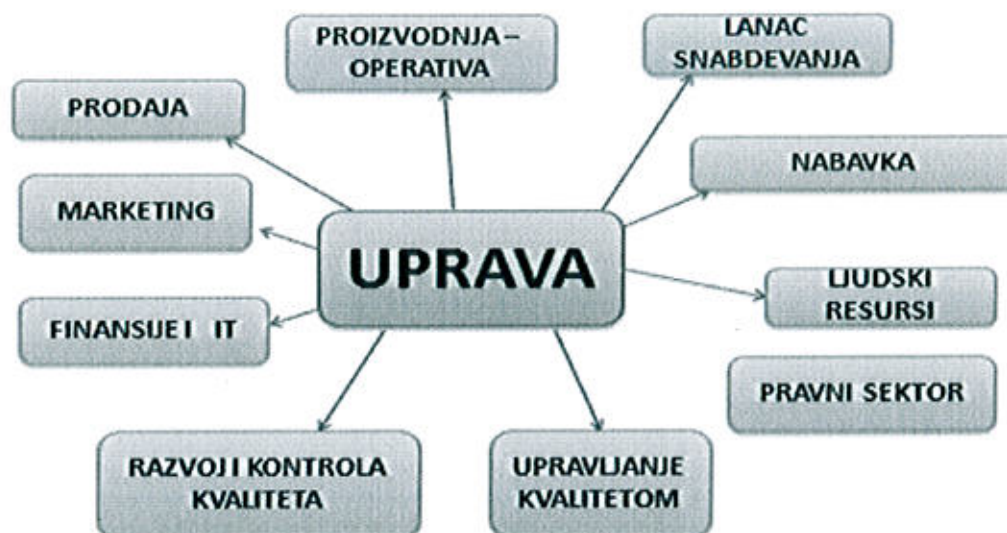 PROIZVODNJA –
OPERATIVA
LANAC
SNABDEVANJA
PRODAJA
NABAVKA
MARKETING
UPRAVA
LJUDSKI
RESURSI
FINANSIJE I IT
PRAVNI SEKTOR
RAZVOJ I KONTROLA
KVALITETA
UPRAVLJANJE
KVALITETOM